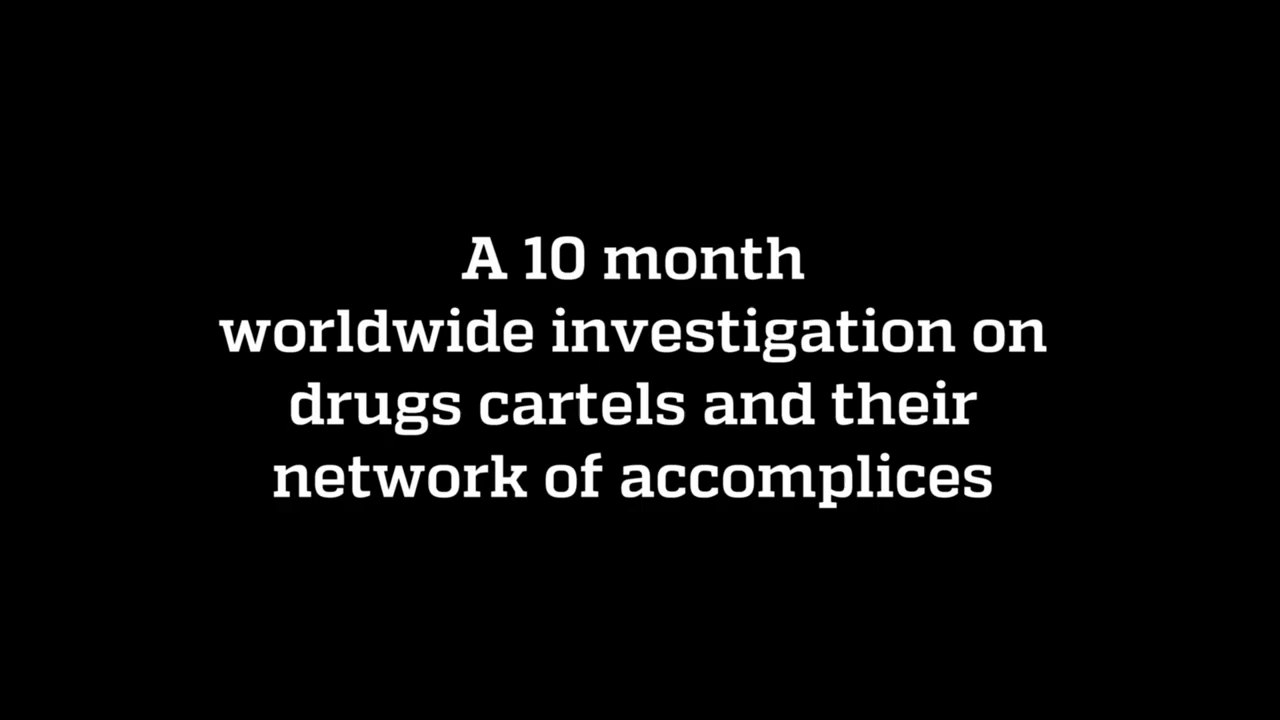 A 10 month
worldwide investigation on
drugs cartels and their
network of accomplices